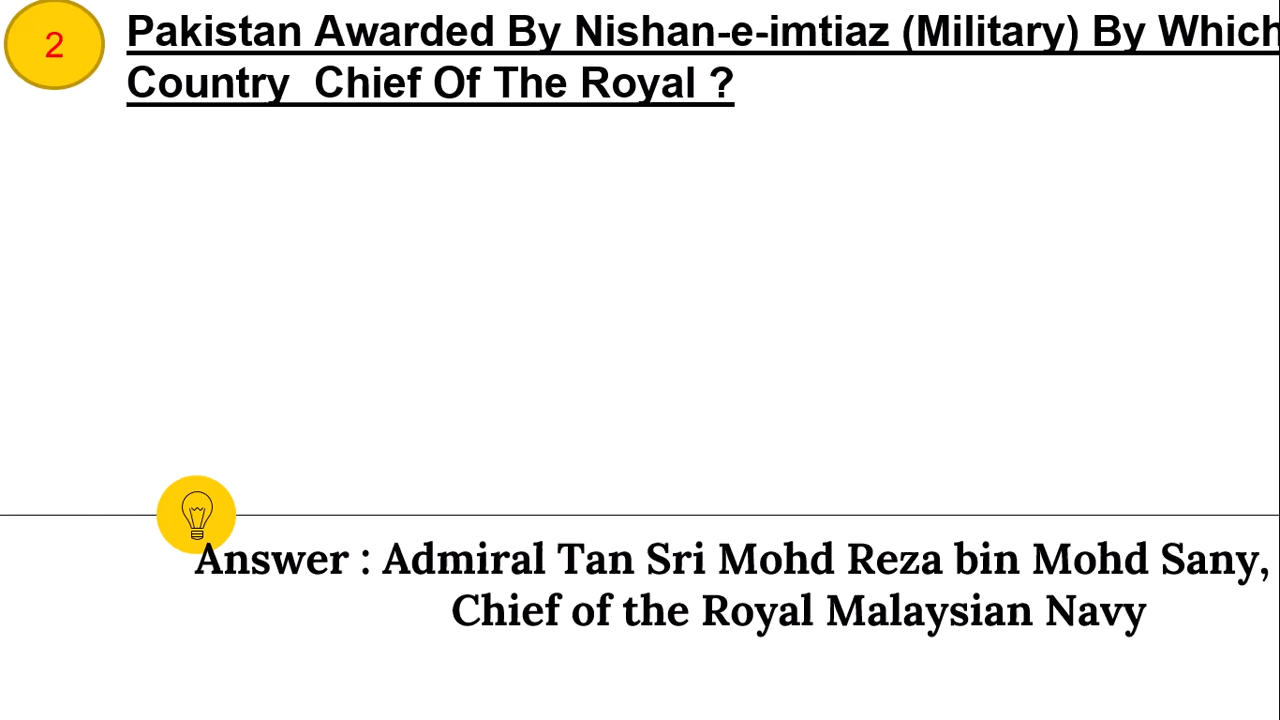 2
Pakistan Awarded By Nishan-e-imtiaz (Military) By Which
Country Chief Of The Royal ?
Answer : Admiral Tan Sri Mohd Reza bin Mohd Sany,
Chief of the Royal Malaysian Navy